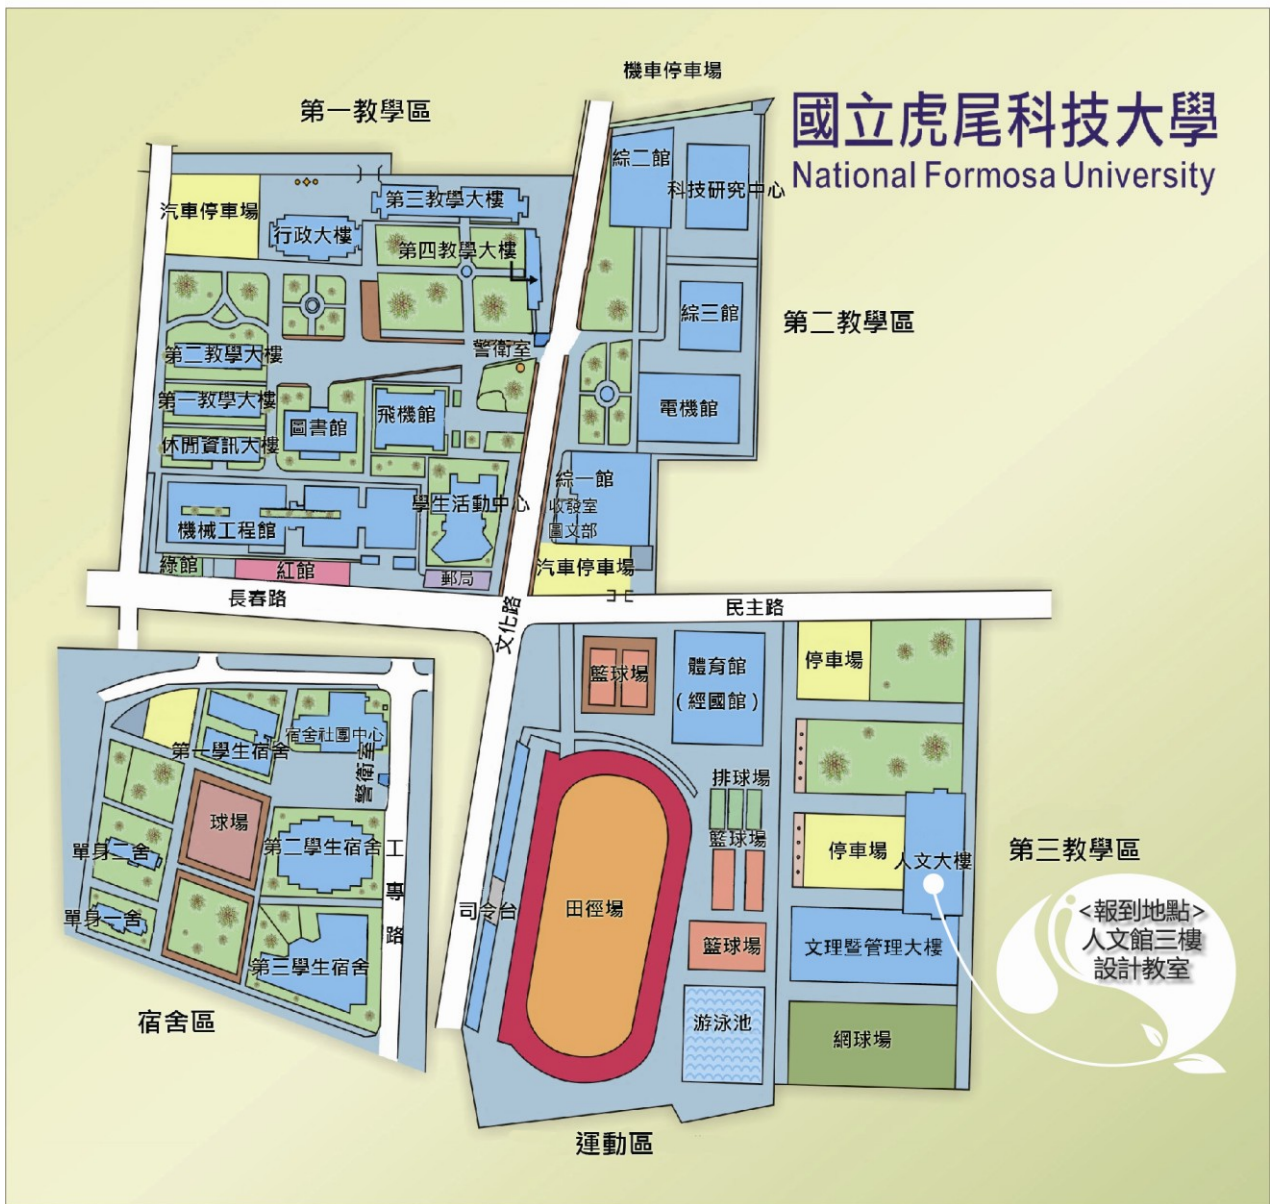 機車停車場
國立虎尾科技大學
National Formosa University
第一教學區
綜二館
科技研究中心
汽車停車場
第三教學大樓
行政大樓
第四教學大樓
綜三館
第二教學區
警衛室
第二教學大樓
第一教學大樓
飛機館
電機館
圖書館
休閒資訊大樓
綜一館
學生活動中心
收發室
圖文部
機械工程館
綠館
紅館
郵局
汽車停車場
長春路
文化路
民主路
籃球場
體育館
(經國館)
停車場
宿舍社團中心
第一學生宿舍
警衛室
排球場
球場
籃球場
第二學生宿舍
單身二舍
停車場
人文大樓
第三教學區
工專路
單身一舍
司令台
田徑場
<報到地點>
人文館三樓
設計教室
籃球場
文理暨管理大樓
第三學生宿舍
宿舍區
游泳池
網球場
運動區